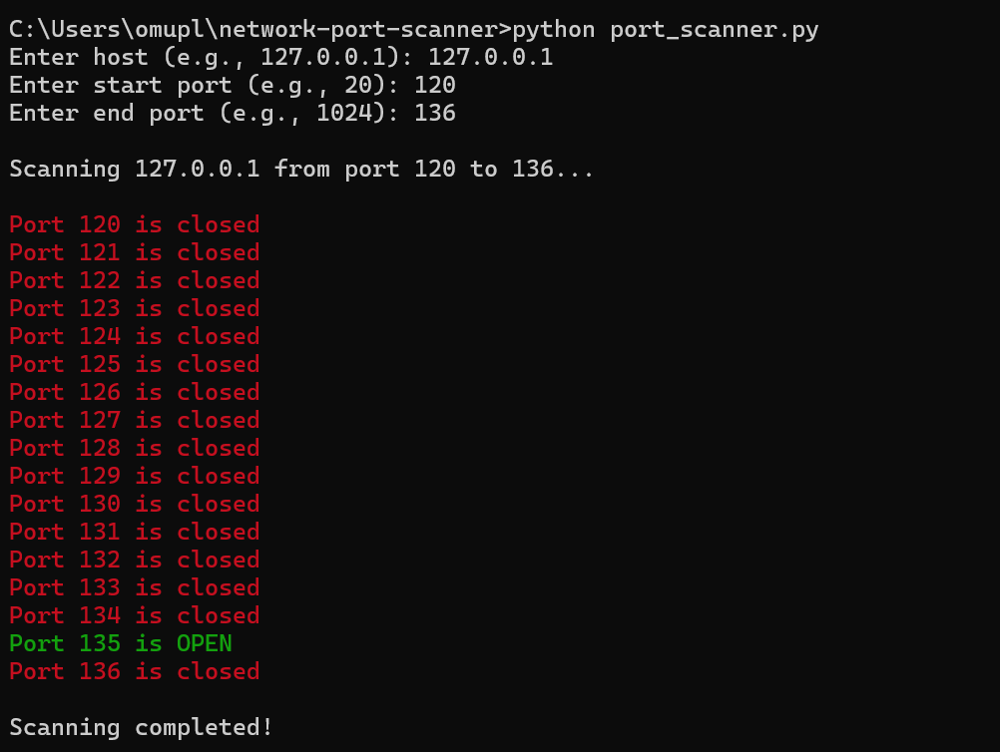 C:\Users\omupl\network-port-scanner>python port_scanner.py
Enter host (e.g., 127.0.0.1): 127.0.0.1
Enter start port (e.g., 20): 120
Enter end port (e.g., 1024): 136
Scanning 127.0.0.1 from port 120 to 136...
Port 120 is closed
Port 121 is closed
Port 122 is closed
Port 123 is closed
Port 124 is closed
Port 125 is closed
Port 126 is closed
Port 127 is closed
Port 128 is closed
Port 129 is closed
Port 130 is closed
Port 131 is closed
Port 132 is closed
Port 133 is closed
Port 134 is closed
Port 135 is OPEN
Port 136 is closed
Scanning completed!